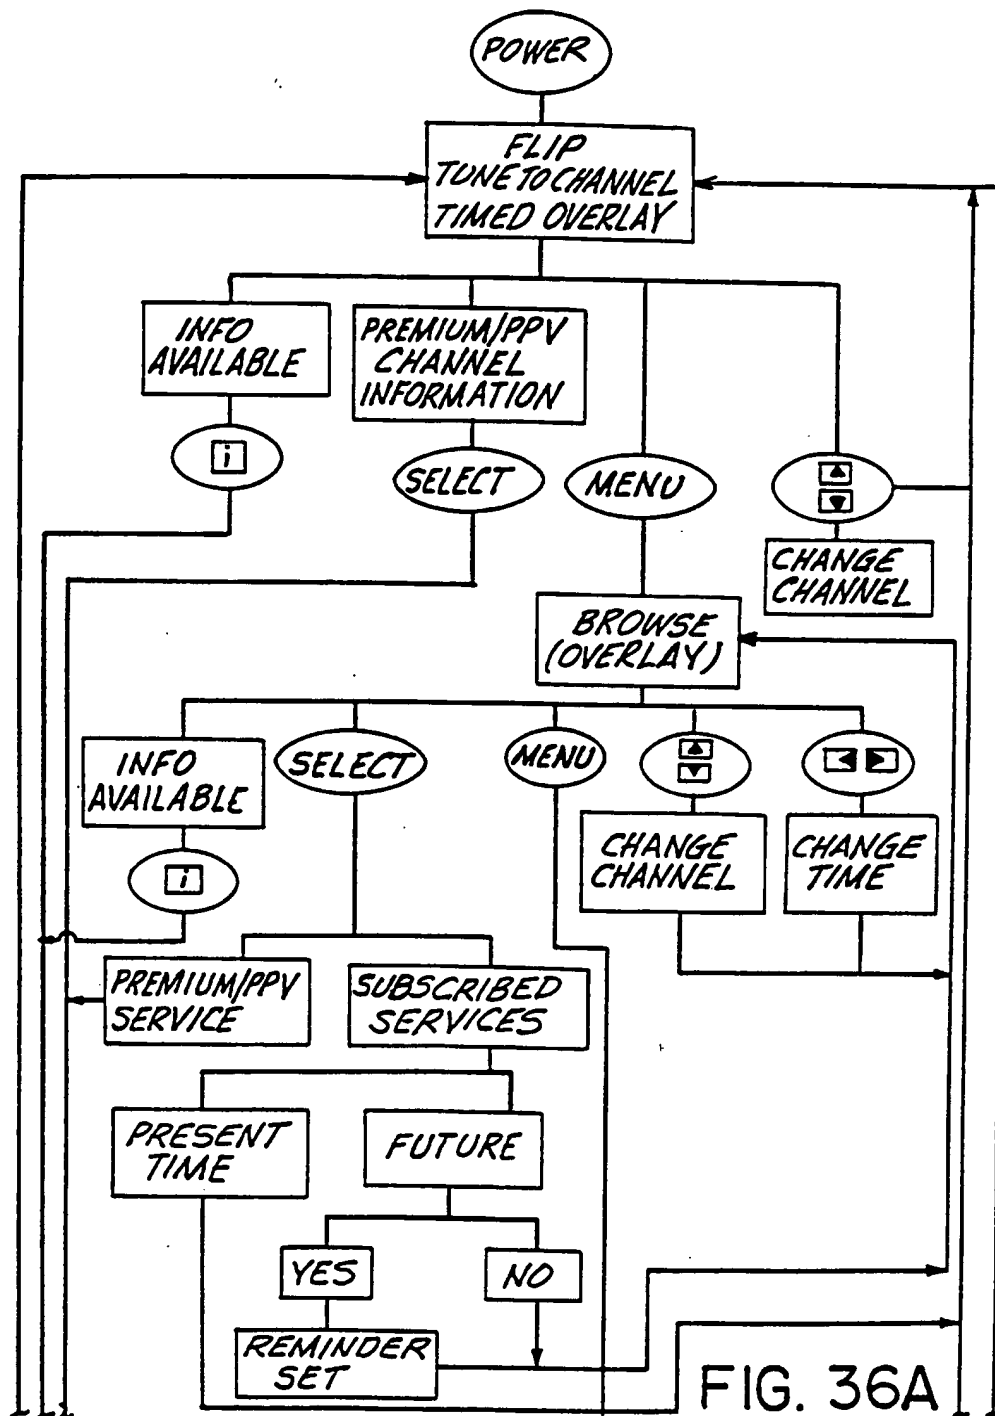 POWER
FLIP
TUNE TO CHANNEL
TIMED OVERLAY
INFO
AVAILABLE
PREMIUM/PPV
CHANNEL
INFORMATION
i
SELECT
MENU
CHANGE
CHANNEL
BROWSE
(OVERLAY)
INFO
AVAILABLE
SELECT
MENU
CHANGE
CHANNEL
CHANGE
TIME
i
PREMIUM/PPV
SERVICE
SUBSCRIBED
SERVICES
PRESENT
TIME
FUTURE
YES
NO
REMINDER
SET
FIG. 36A